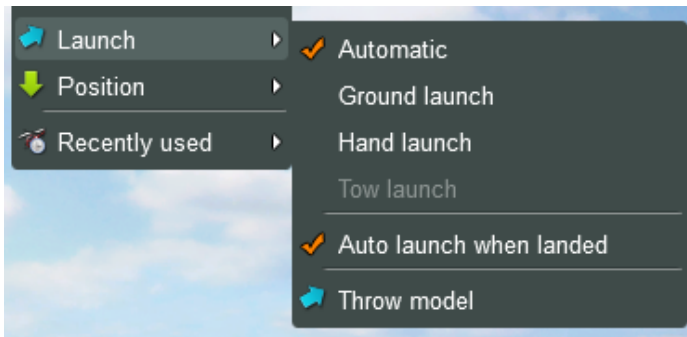 Launch
Position
Recently used
Automatic
Ground launch
Hand launch
Tow launch
Auto launch when landed
Throw model